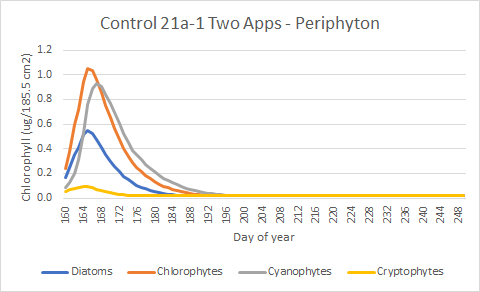 Control 21a-1 Two Apps - Periphyton
Chlorophyll (ug/185.5 cm2)
1.2
1.0
0.8
0.6
0.4
0.2
0.0
160 164 168 172 176 180 184 188 192 196 200 204 208 212 216 220 224 228 232 236 240 244 248
Day of year
Diatoms Chlorophytes Cyanophytes Cryptophytes